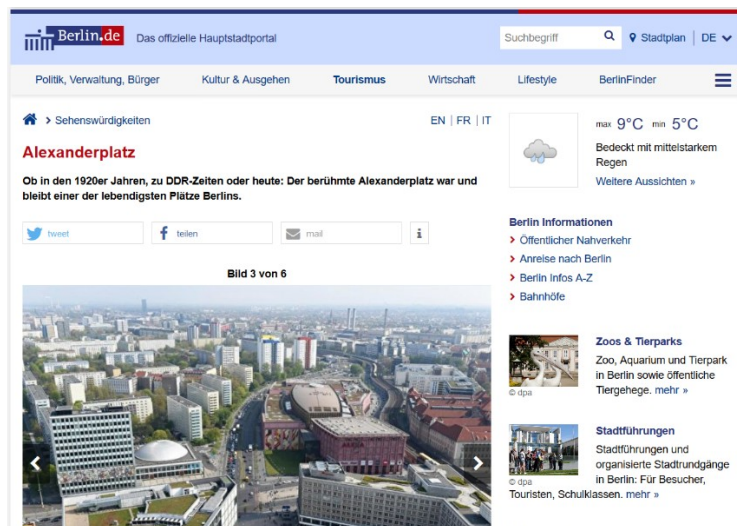 Berlin.de
Das offizielle Hauptstadtportal
Suchbegriff
Stadtplan | DE
Politik, Verwaltung, Bürger
Kultur & Ausgehen
Tourismus
Wirtschaft
Lifestyle
BerlinFinder
> Sehenswürdigkeiten
EN | FR | IT
Alexanderplatz
Ob in den 1920er Jahren, zu DDR-Zeiten oder heute: Der berühmte Alexanderplatz war und
bleibt einer der lebendigsten Plätze Berlins.
tweet
teilen
mail
i
Bild 3 von 6
max 9°C min 5°C
Bedeckt mit mittelstarkem
Regen
Weitere Aussichten »
Berlin Informationen
> Öffentlicher Nahverkehr
> Anreise nach Berlin
> Berlin Infos A-Z
> Bahnhöfe
Zoos & Tierparks
Zoo, Aquarium und Tierpark
in Berlin sowie öffentliche
Tiergehege. mehr »
© dpa
Stadtführungen
Stadtführungen und
organisierte Stadtrundgänge
in Berlin: Für Besucher,
Touristen, Schulklassen. mehr »
© dpa